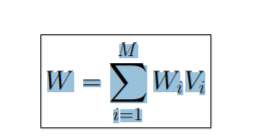 W = \sum_{i=1}^{M} W_i V_i